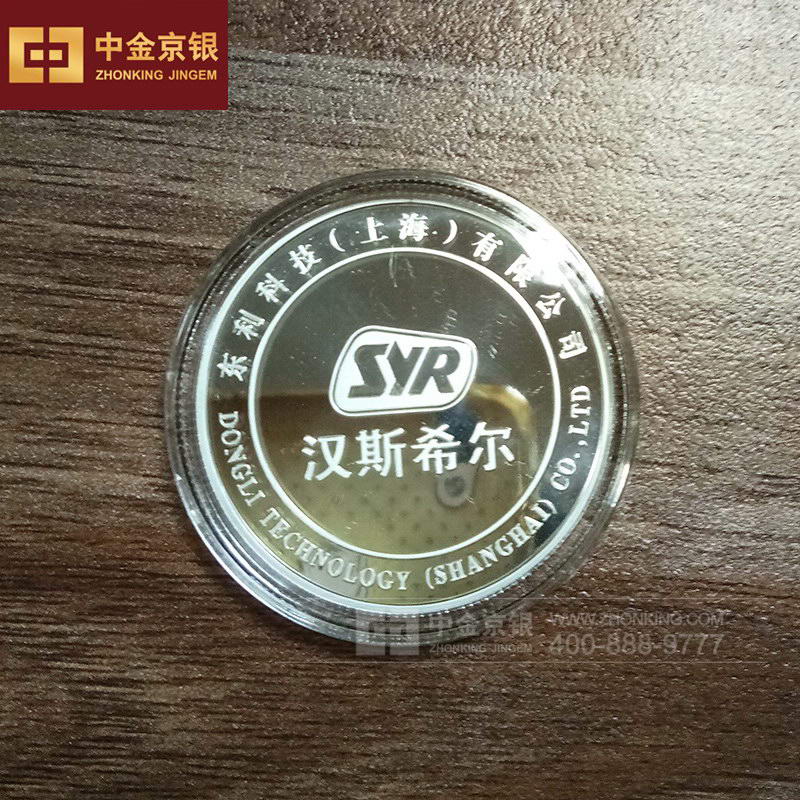 中金京银
ZHONKING JINGEM
东利科技(上海)有限公司
SYR
汉斯希尔
DONGLI TECHNOLOGY (SHANGHAI) CO.,LTD
中金京银
ZHONKING JINGEM
WWW.ZHONKING.COM
400-888-9777